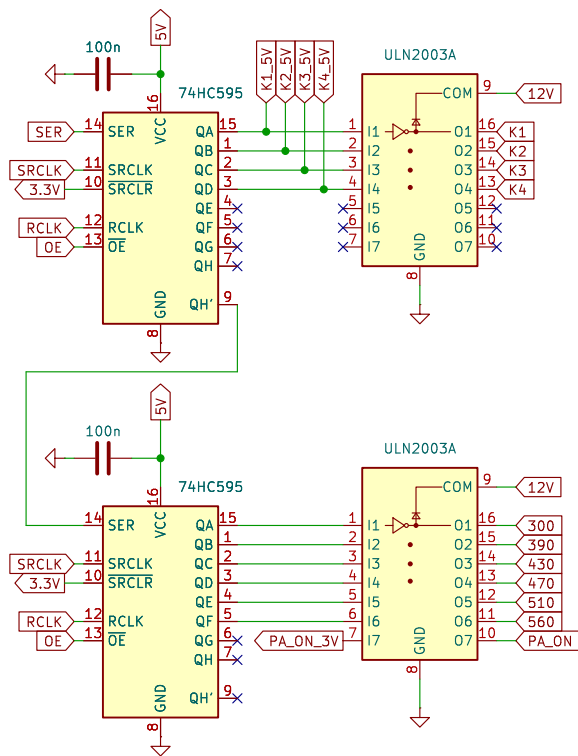 5V
100n
K1_5V
K2_5V
K3_5V
K4_5V
ULN2003A
74HC595
16
VCC
COM 9 12V
SER 14 SER QA 15 1 I1 O1 16 K1
QB 1 2 I2 O2 15 K2
SRCLK 11 SRCLK QC 2 3 I3 O3 14 K3
3.3V 10 SRCLR QD 3 4 I4 O4 13 K4
QE 4 5 I5 O5 12
RCLK 12 RCLK QF 5 6 I6 O6 11
OE 13 OE QG 6 7 I7 O7 10
QH 7
GND
8
QH' 9
GND
8
5V
100n
ULN2003A
74HC595
16
VCC
COM 9 12V
14 SER QA 15 1 I1 O1 16 300
QB 1 2 I2 O2 15 390
SRCLK 11 SRCLK QC 2 3 I3 O3 14 430
3.3V 10 SRCLR QD 3 4 I4 O4 13 470
QE 4 5 I5 O5 12 510
RCLK 12 RCLK QF 5 6 I6 O6 11 560
OE 13 OE QG 6 PA_ON_3V 7 I7 O7 10 PA_ON
QH 7
GND
8
QH' 9
GND
8